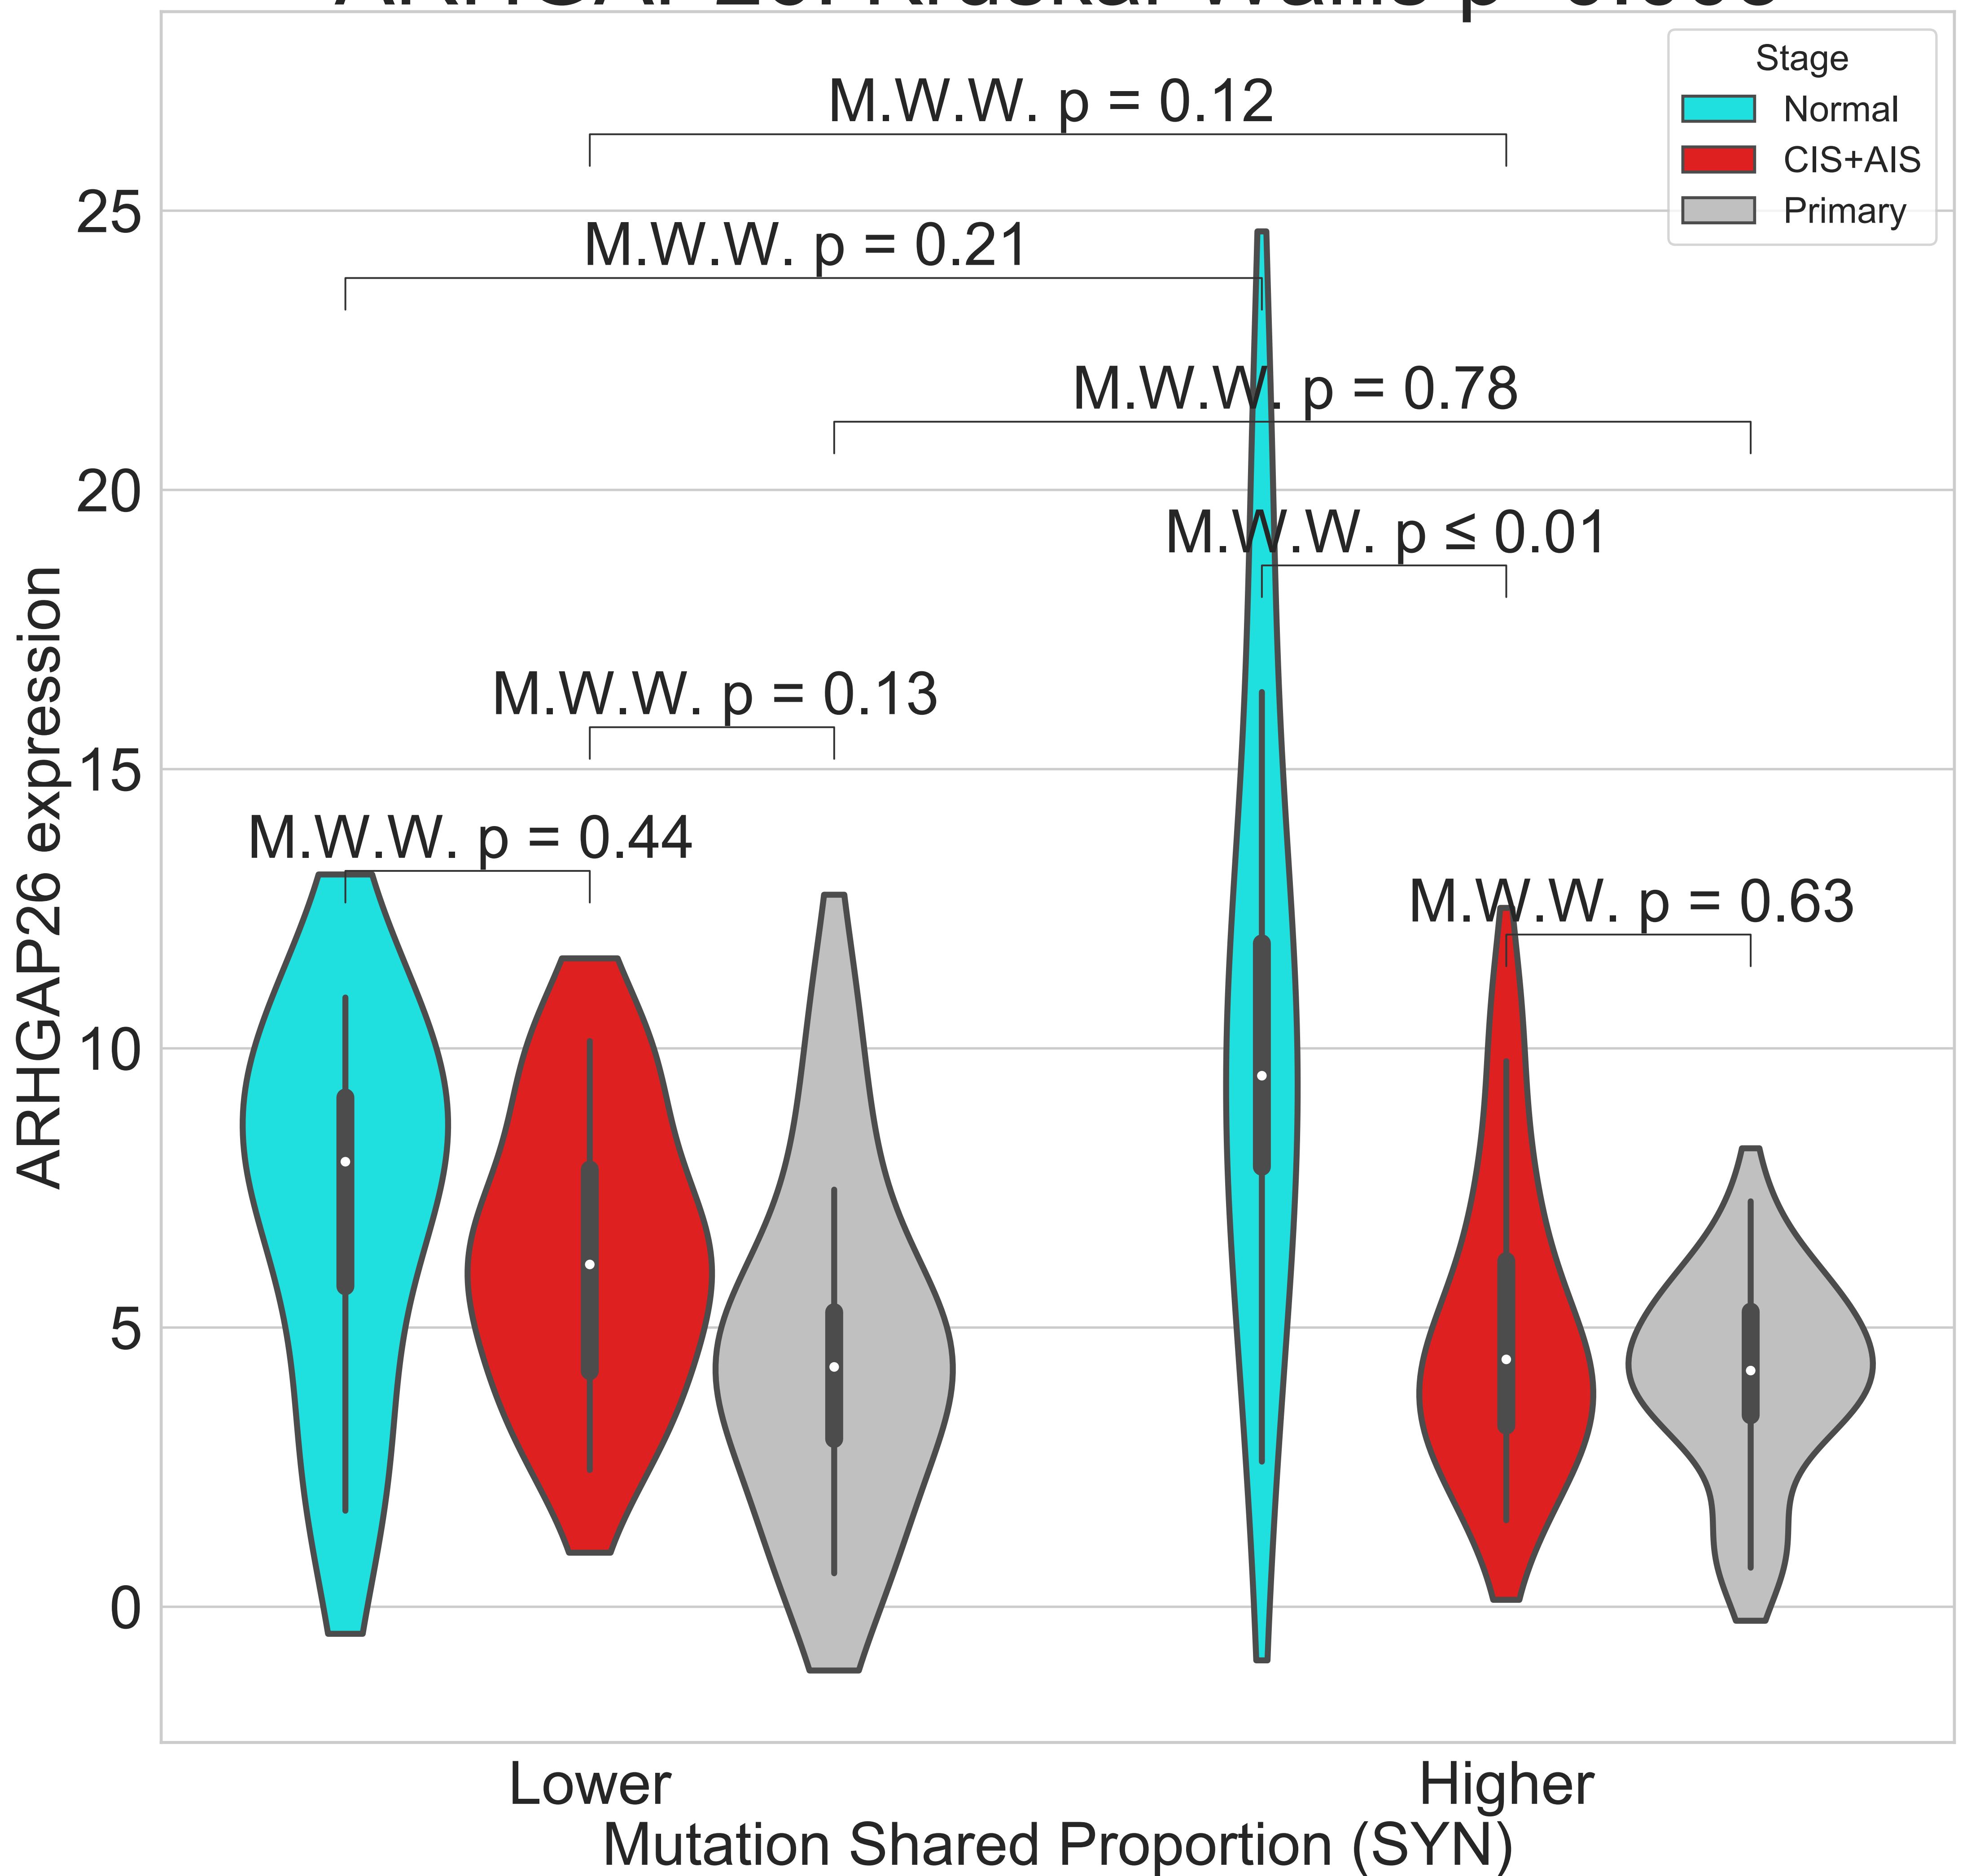 Stage
Normal
CIS+AIS
Primary
M.W.W. p = 0.12
M.W.W. p = 0.21
M.W.W. p = 0.78
M.W.W. p ≤ 0.01
M.W.W. p = 0.13
M.W.W. p = 0.44
M.W.W. p = 0.63
ARHGAP26 expression
25
20
15
10
5
0
Lower
Higher
Mutation Shared Proportion (SYN)